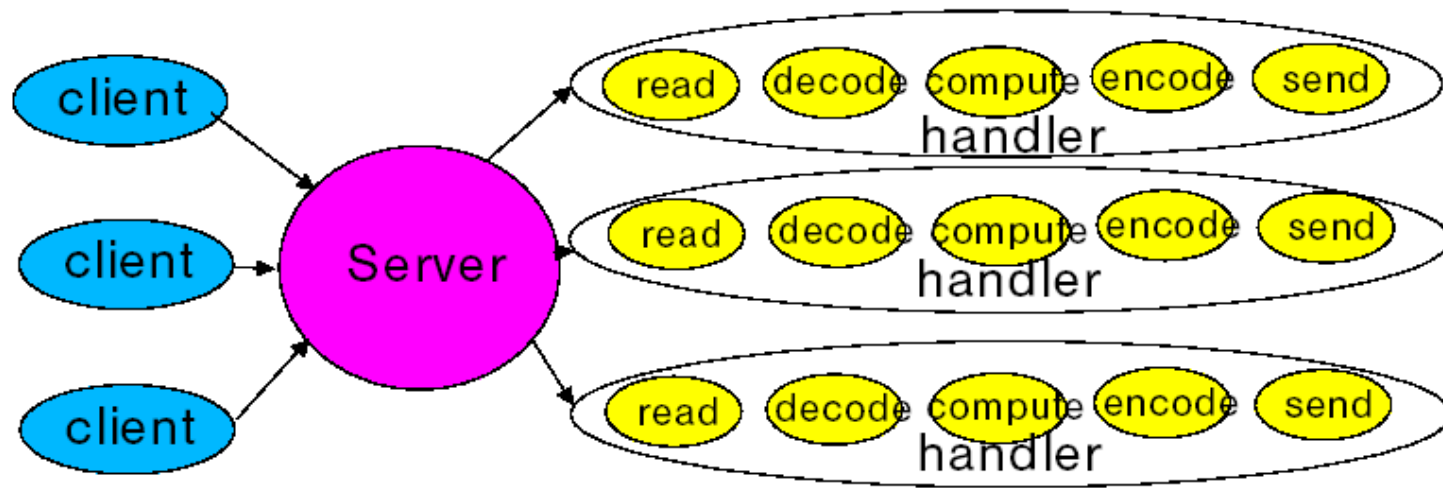 client
client
client
Server
read decode compute encode send
handler
read decode compute encode send
handler
read decode compute encode send
handler